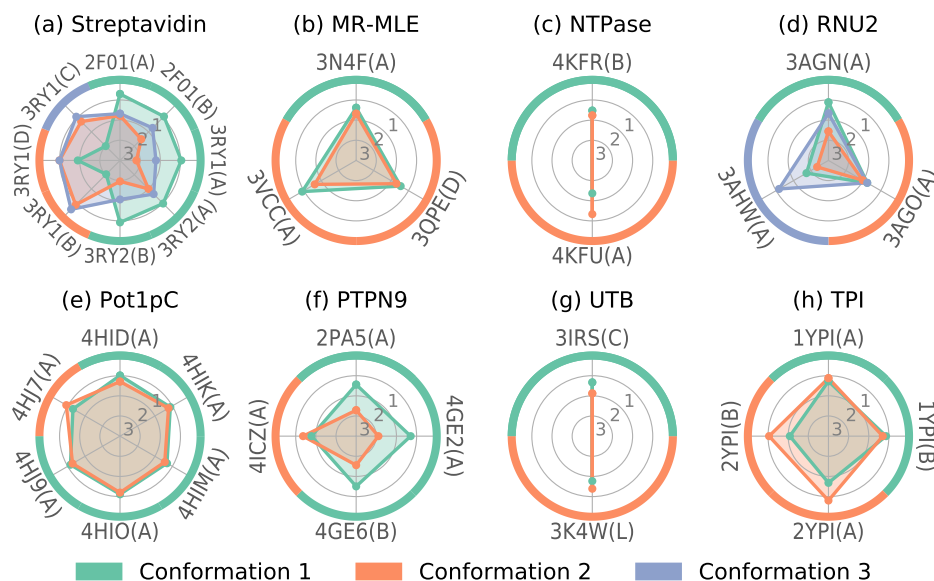 (a) Streptavidin
(b) MR-MLE
(c) NTPase
(d) RNU2
2F01(A)
2F01(B)
3RY1(A)
3RY2(A)
3RY2(B)
3RY1(B)
3RY1(D)
3RY1(C)
1
2
3
3N4F(A)
3QPE(D)
3VCC(A)
1
2
3
4KFR(B)
4KFU(A)
1
2
3
3AGN(A)
3AGO(A)
3AHW(A)
1
2
3
(e) Pot1pC
(f) PTPN9
(g) UTB
(h) TPI
4HID(A)
4HIK(A)
4HIM(A)
4HIO(A)
4HJ9(A)
4HJ7(A)
1
2
3
2PA5(A)
4GE2(A)
4GE6(B)
4ICZ(A)
1
2
3
3IRS(C)
3K4W(L)
1
2
3
1YPI(A)
1YPI(B)
2YPI(A)
2YPI(B)
1
2
3
Conformation 1
Conformation 2
Conformation 3